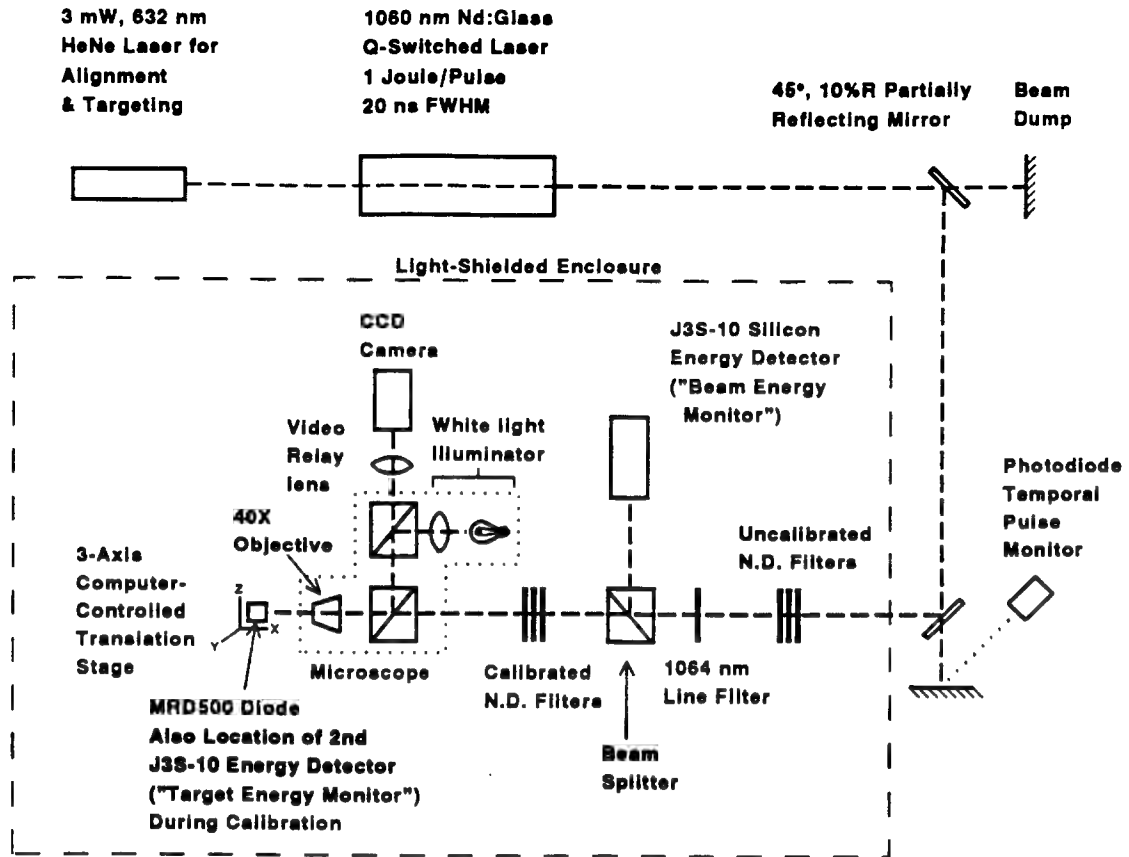 3 mW, 632 nm
HeNe Laser for
Alignment
& Targeting
1060 nm Nd:Glass
Q-Switched Laser
1 Joule/Pulse
20 ns FWHM
45°, 10%R Partially
Reflecting Mirror
Beam
Dump
Light-Shielded Enclosure
CCD
Camera
J3S-10 Silicon
Energy Detector
("Beam Energy
Monitor")
Video
Relay
lens
White light
Illuminator
Photodiode
Temporal
Pulse
Monitor
40X
Objective
Uncalibrated
N.D. Filters
3-Axis
Computer-
Controlled
Translation
Stage
Z
Y
X
Microscope
Calibrated
N.D. Filters
1064 nm
Line Filter
MRD500 Diode
Also Location of 2nd
J3S-10 Energy Detector
("Target Energy Monitor")
During Calibration
Beam
Splitter